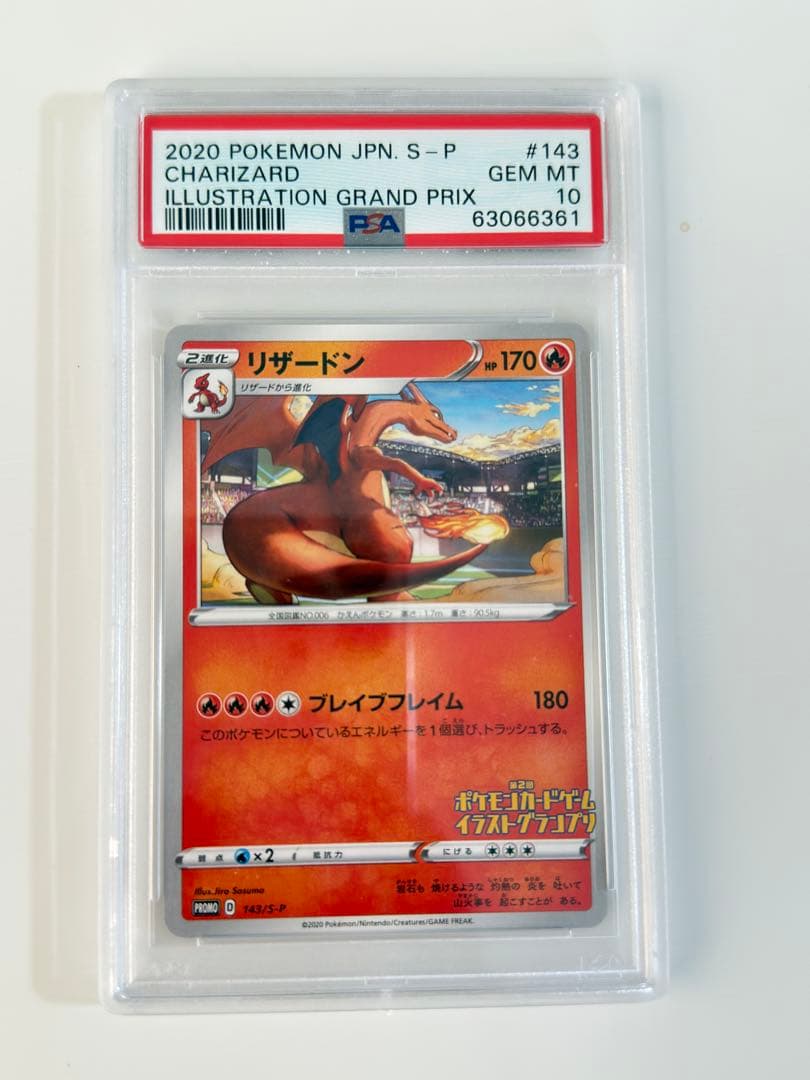 2020 POKEMON JPN. S-P #143
CHARIZARD GEM MT
ILLUSTRATION GRAND PRIX 10
PSA 63066361
2進化 リザードン HP 170
リザードから進化
全国図鑑NO.006 かえんポケモン 高さ:1.7m 重さ:90.5kg
ブレイブフレイム 180
このポケモンについているエネルギーを1個選び、トラッシュする。
第2回
ポケモンカードゲーム
イラストグランプリ
弱点 ×2 抵抗力 にげる
Illus.Jiro Sasumo
岩石も 焼けるような 灼熱の 炎を 吐いて
PROMO D 143/S-P 山火事を 起こすことが ある。
©2020 Pokémon/Nintendo/Creatures/GAME FREAK.